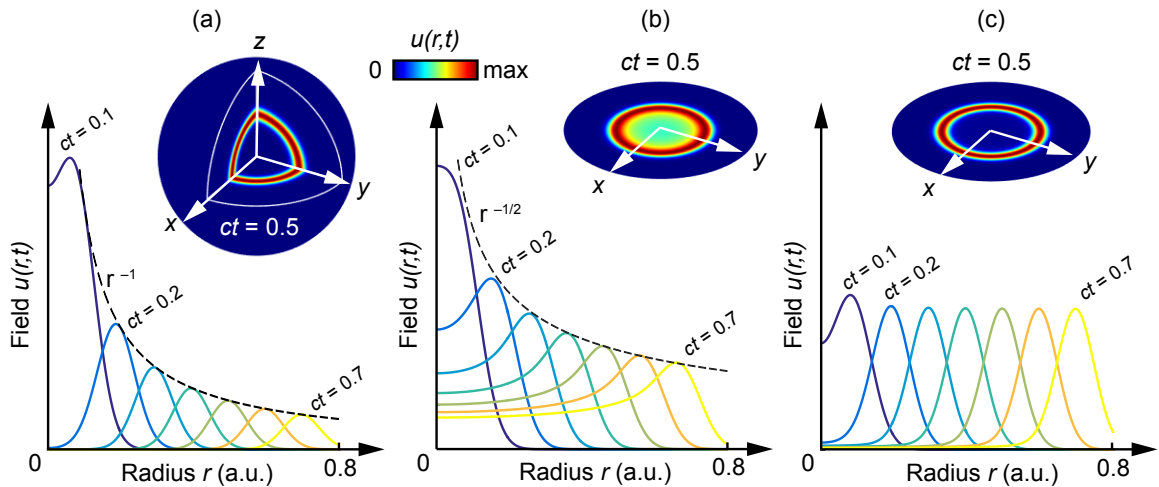 (a)
(b)
(c)
z
u(r,t)
0
max
ct = 0.5
ct = 0.5
ct = 0.1
x
y
ct = 0.5
r ⁻¹
ct = 0.2
ct = 0.7
Field u(r,t)
0
Radius r (a.u.)
0.8
ct = 0.1
x
y
r ⁻¹/²
ct = 0.2
ct = 0.7
Field u(r,t)
0
Radius r (a.u.)
0.8
x
y
ct = 0.1
ct = 0.2
ct = 0.7
Field u(r,t)
0
Radius r (a.u.)
0.8